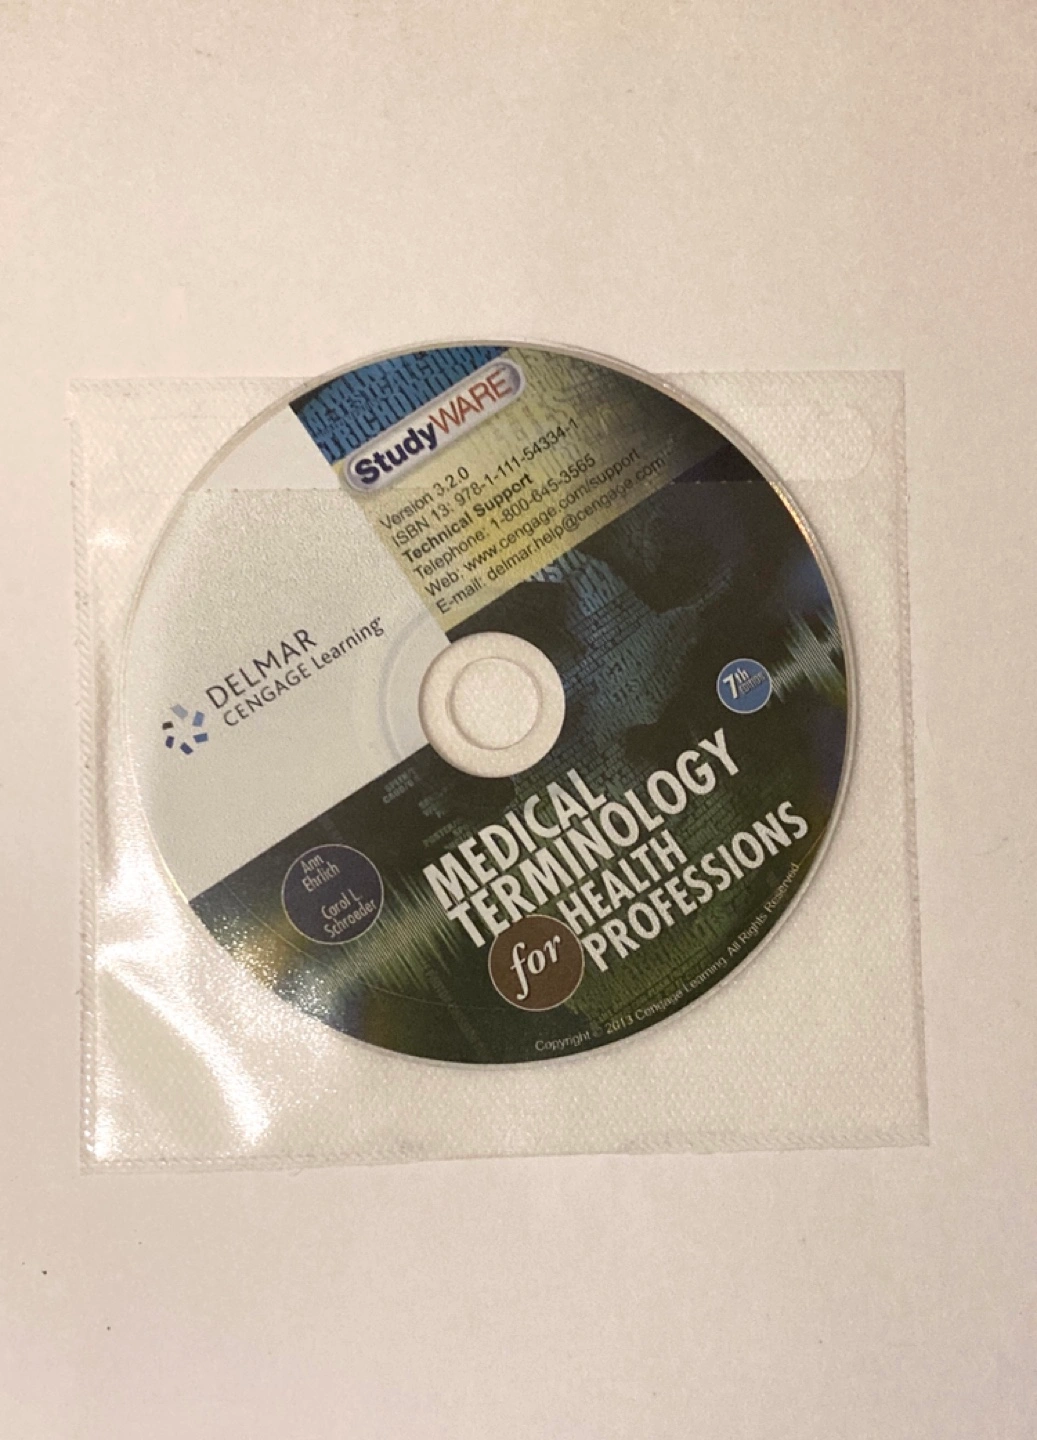 StudyWARE
Version 3.2.0
ISBN 13: 978-1-111-54334-1
Technical Support
Telephone: 1-800-645-3565
Web: www.cengage.com/support
E-mail: delmar.help@cengage.com
DELMAR
CENGAGE Learning
7th
EDITION
MEDICAL
TERMINOLOGY
for HEALTH
PROFESSIONS
Ann
Ehrlich
Carol L.
Schroeder
Copyright © 2013 Cengage Learning. All Rights Reserved.